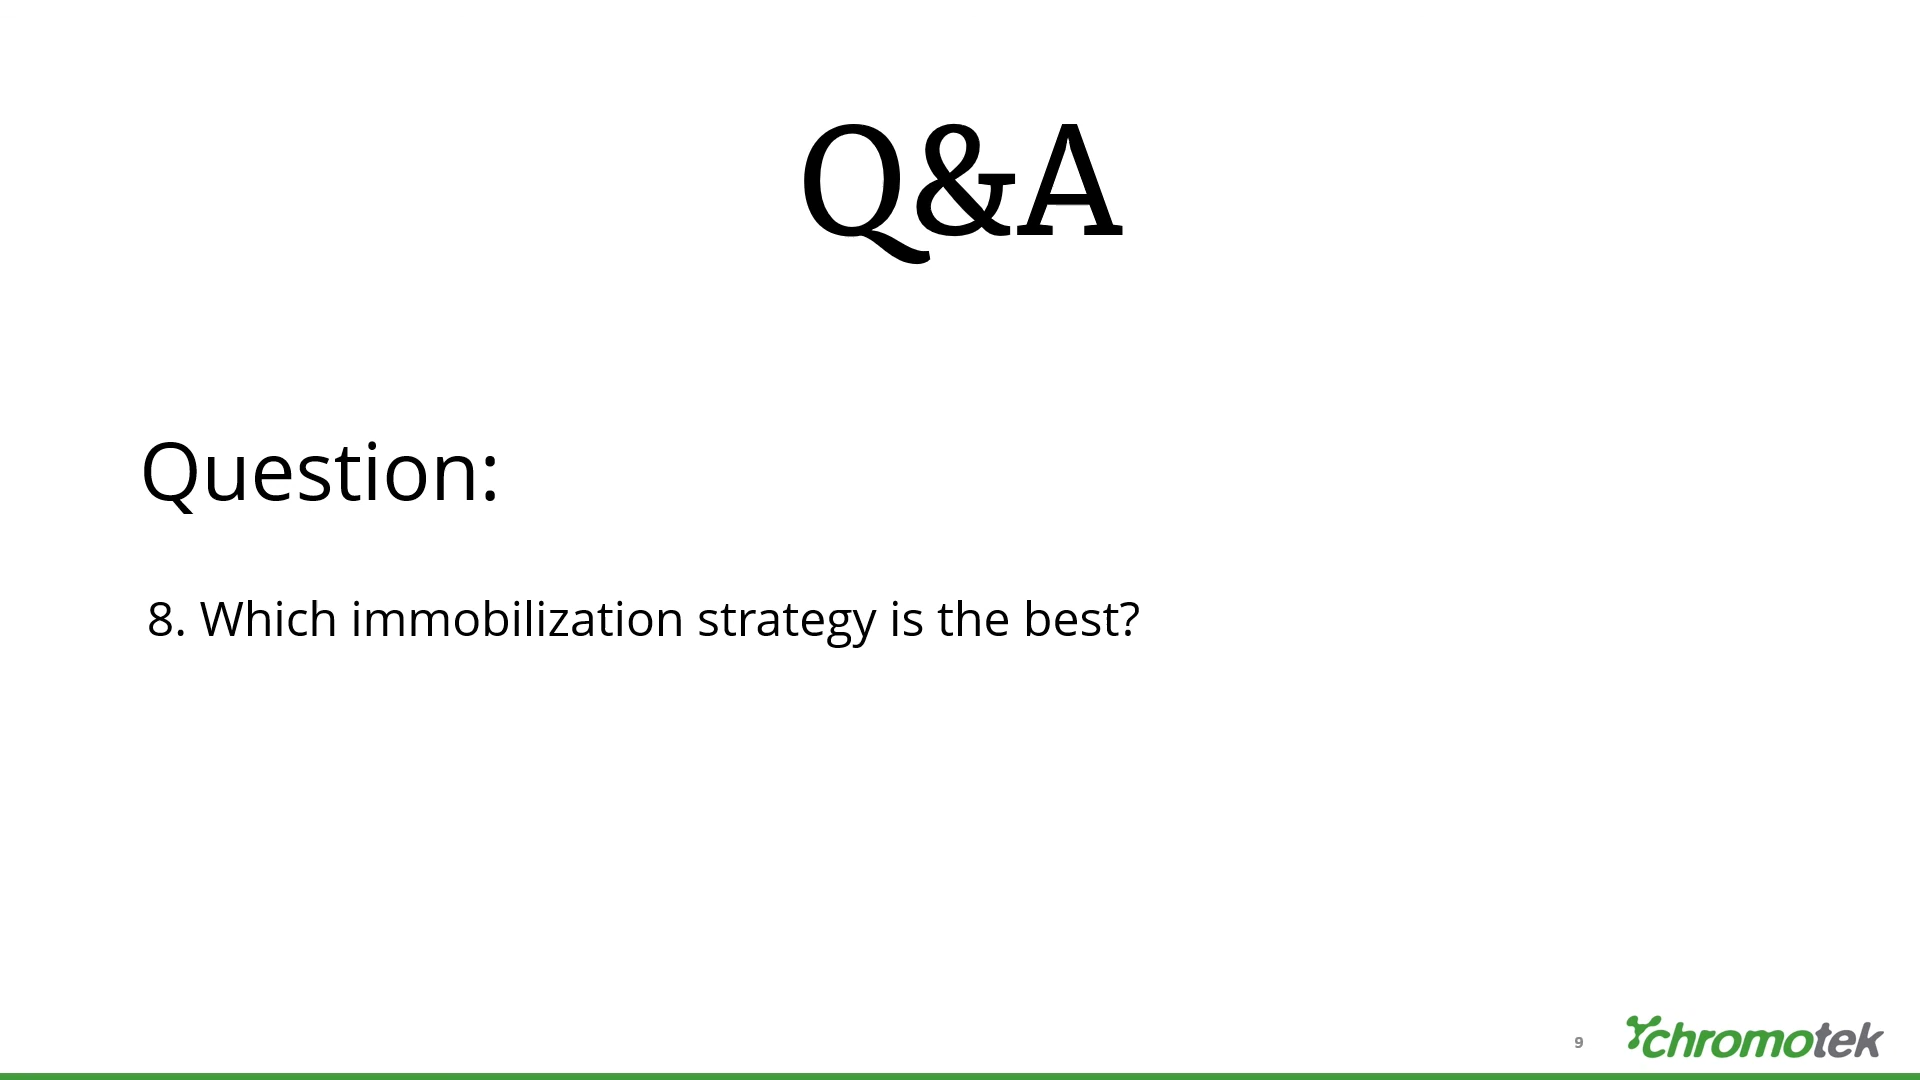 Q&A
Question:
8. Which immobilization strategy is the best?
9
chromotek